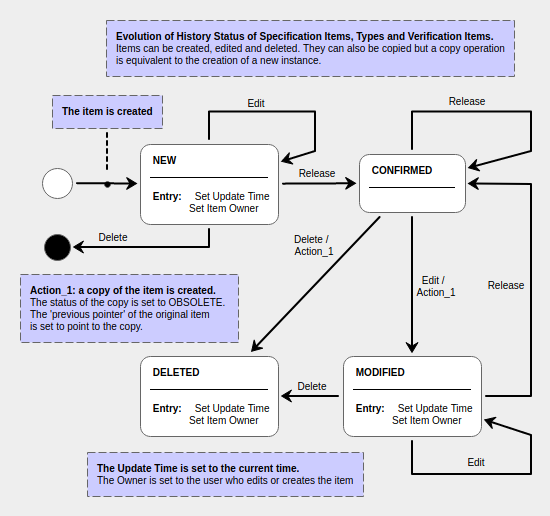 Evolution of History Status of Specification Items, Types and Verification Items.
Items can be created, edited and deleted. They can also be copied but a copy operation
is equivalent to the creation of a new instance.
The item is created
Edit
Release
NEW
Entry: Set Update Time
Set Item Owner
Release
CONFIRMED
Delete
Delete /
Action_1
Edit /
Action_1
Release
Action_1: a copy of the item is created.
The status of the copy is set to OBSOLETE.
The 'previous pointer' of the original item
is set to point to the copy.
DELETED
Entry: Set Update Time
Set Item Owner
Delete
MODIFIED
Entry: Set Update Time
Set Item Owner
Edit
The Update Time is set to the current time.
The Owner is set to the user who edits or creates the item